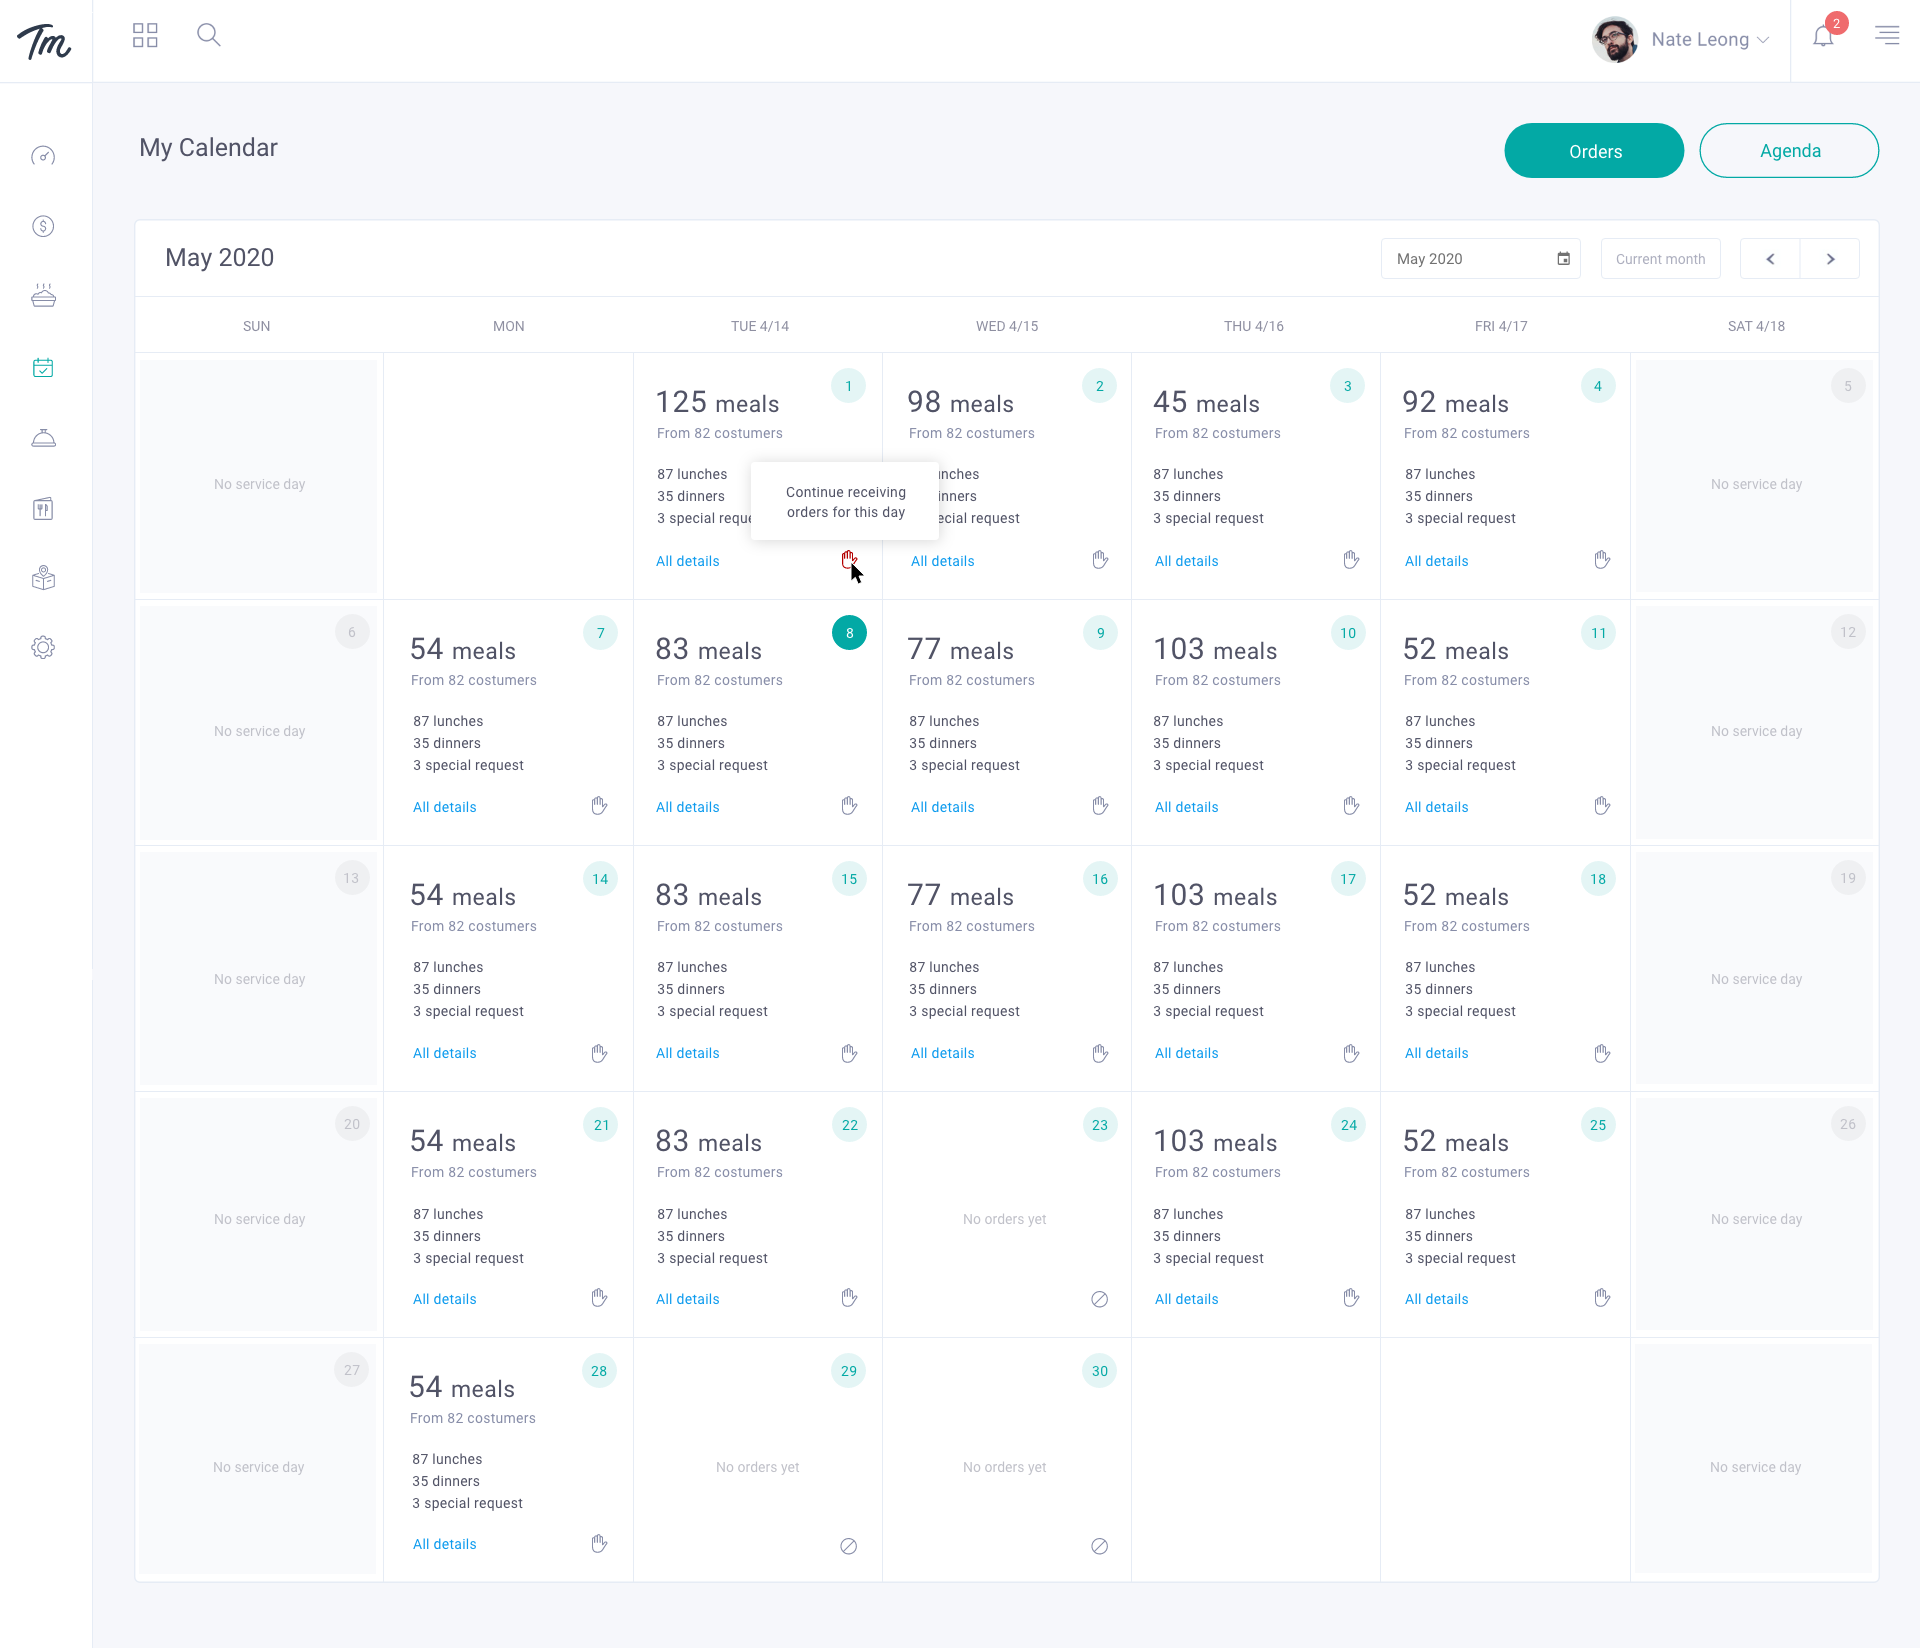 Tm
Nate Leong
2
My Calendar
Orders
Agenda
May 2020
May 2020
Current month
SUN MON TUE 4/14 WED 4/15 THU 4/16 FRI 4/17 SAT 4/18
No service day
1
125 meals
From 82 costumers
87 lunches
35 dinners
3 special reque
All details
Continue receiving
orders for this day
2
98 meals
From 82 costumers
nches
inners
ecial request
All details
3
45 meals
From 82 costumers
87 lunches
35 dinners
3 special request
All details
4
92 meals
From 82 costumers
87 lunches
35 dinners
3 special request
All details
5
No service day
6
No service day
7
54 meals
From 82 costumers
87 lunches
35 dinners
3 special request
All details
8
83 meals
From 82 costumers
87 lunches
35 dinners
3 special request
All details
9
77 meals
From 82 costumers
87 lunches
35 dinners
3 special request
All details
10
103 meals
From 82 costumers
87 lunches
35 dinners
3 special request
All details
11
52 meals
From 82 costumers
87 lunches
35 dinners
3 special request
All details
12
No service day
13
No service day
14
54 meals
From 82 costumers
87 lunches
35 dinners
3 special request
All details
15
83 meals
From 82 costumers
87 lunches
35 dinners
3 special request
All details
16
77 meals
From 82 costumers
87 lunches
35 dinners
3 special request
All details
17
103 meals
From 82 costumers
87 lunches
35 dinners
3 special request
All details
18
52 meals
From 82 costumers
87 lunches
35 dinners
3 special request
All details
19
No service day
20
No service day
21
54 meals
From 82 costumers
87 lunches
35 dinners
3 special request
All details
22
83 meals
From 82 costumers
87 lunches
35 dinners
3 special request
All details
23
No orders yet
24
103 meals
From 82 costumers
87 lunches
35 dinners
3 special request
All details
25
52 meals
From 82 costumers
87 lunches
35 dinners
3 special request
All details
26
No service day
27
No service day
28
54 meals
From 82 costumers
87 lunches
35 dinners
3 special request
All details
29
No orders yet
30
No orders yet
No service day